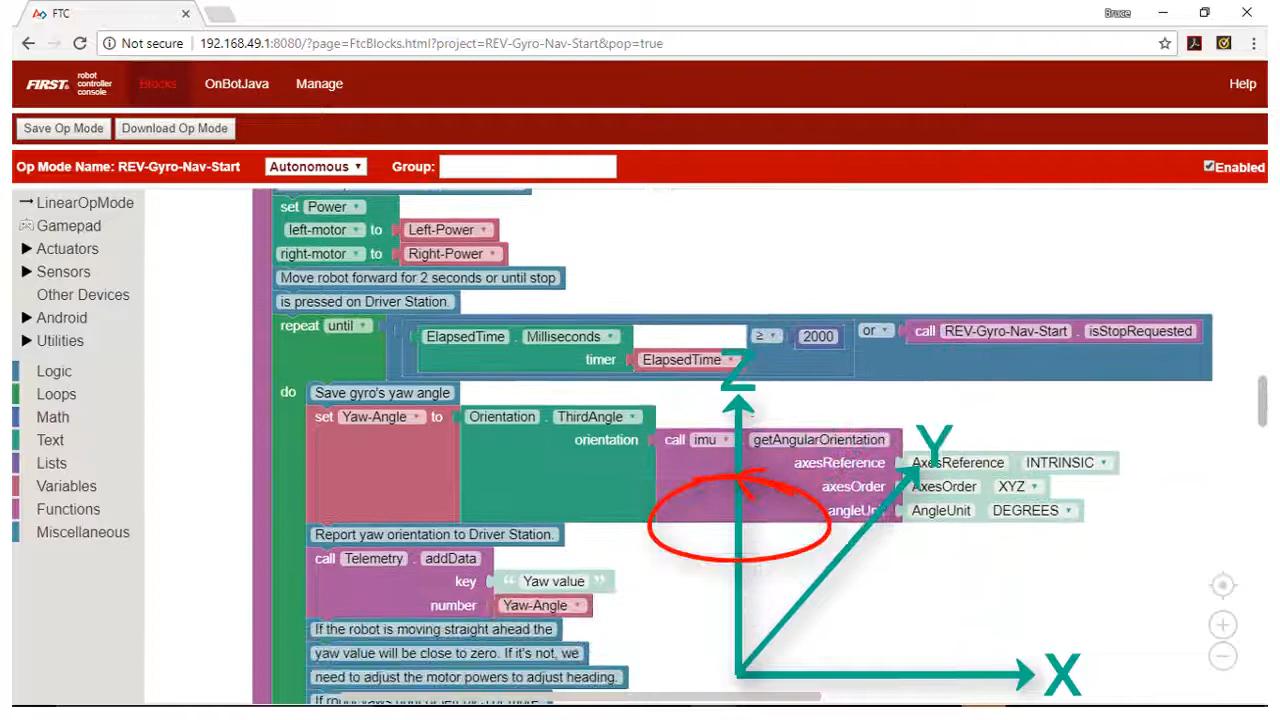 FTC
Bruce
Not secure 192.168.49.1:8080/?page=FtcBlocks.html?project=REV-Gyro-Nav-Start&pop=true
FIRST® robot controller console Blocks OnBotJava Manage Help
Save Op Mode Download Op Mode
Op Mode Name: REV-Gyro-Nav-Start Autonomous Group: Enabled
LinearOpMode
Gamepad
Actuators
Sensors
Other Devices
Android
Utilities
Logic
Loops
Math
Text
Lists
Variables
Functions
Miscellaneous
set Power
left-motor to Left-Power
right-motor to Right-Power
Move robot forward for 2 seconds or until stop
is pressed on Driver Station.
repeat until ElapsedTime . Milliseconds ≥ 2000 or call REV-Gyro-Nav-Start . isStopRequested
timer ElapsedTime
do Save gyro's yaw angle
set Yaw-Angle to Orientation . ThirdAngle
orientation call imu . getAngularOrientation
axesReference AxesReference INTRINSIC
axesOrder AxesOrder XYZ
angleUnit AngleUnit DEGREES
Report yaw orientation to Driver Station.
call Telemetry . addData
key “ Yaw value ”
number Yaw-Angle
If the robot is moving straight ahead the
yaw value will be close to zero. If it's not, we
need to adjust the motor powers to adjust heading.
Z
Y
X